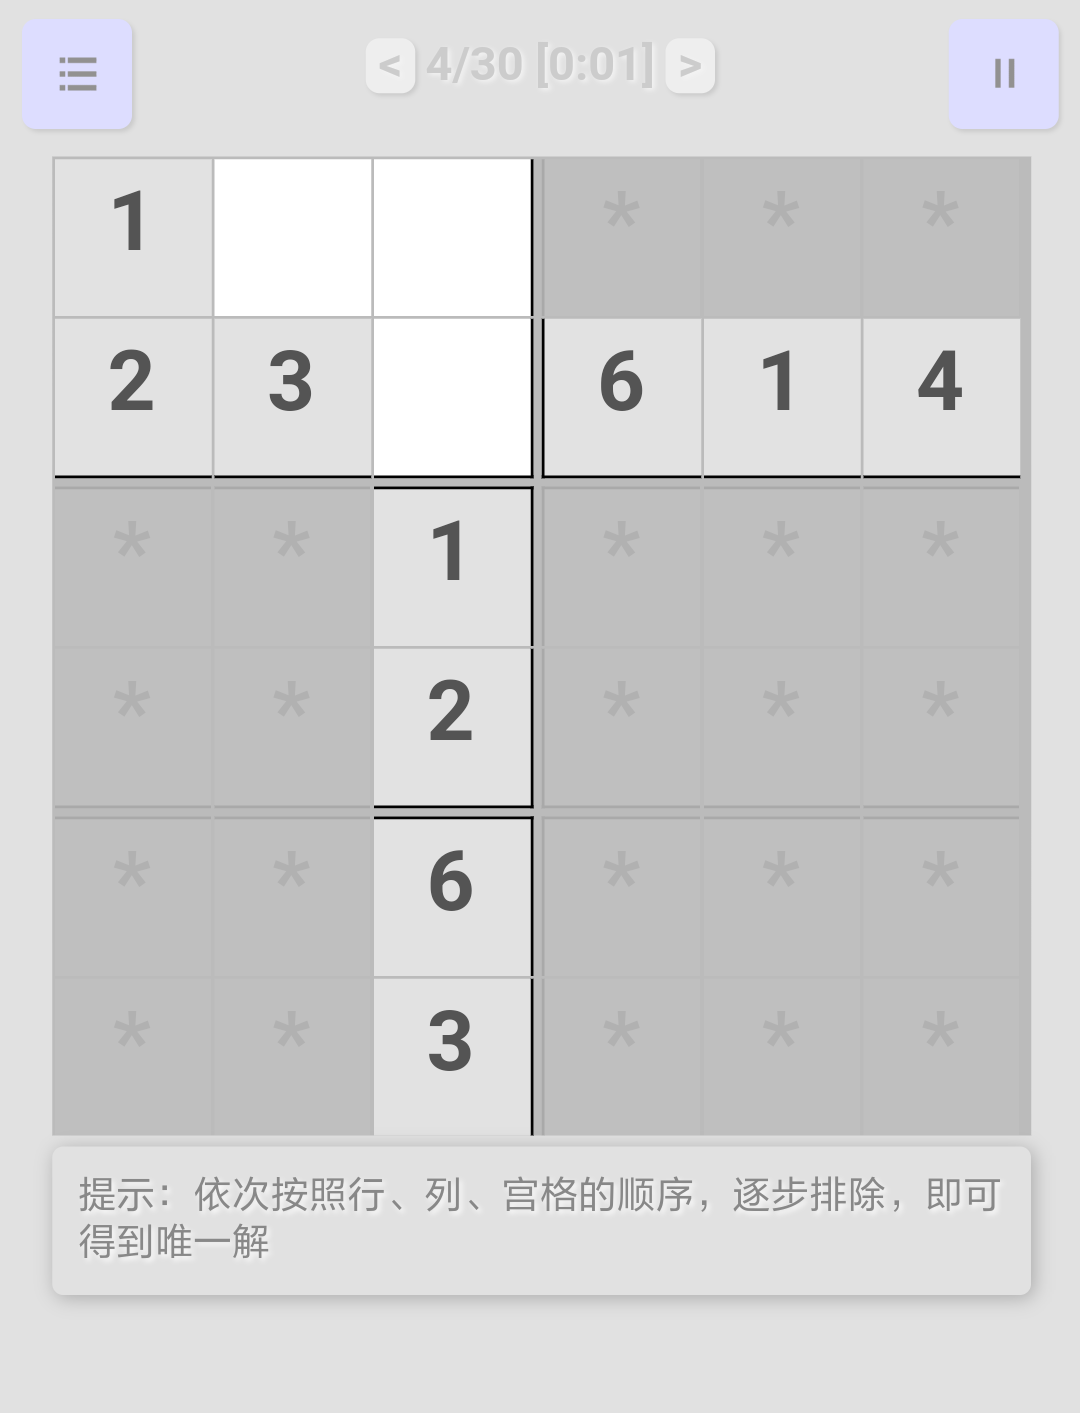 < 4/30 [0:01] >
1 * * *
2 3 6 1 4
* * 1 * * *
* * 2 * * *
* * 6 * * *
* * 3 * * *
提示：依次按照行、列、宫格的顺序，逐步排除，即可
得到唯一解